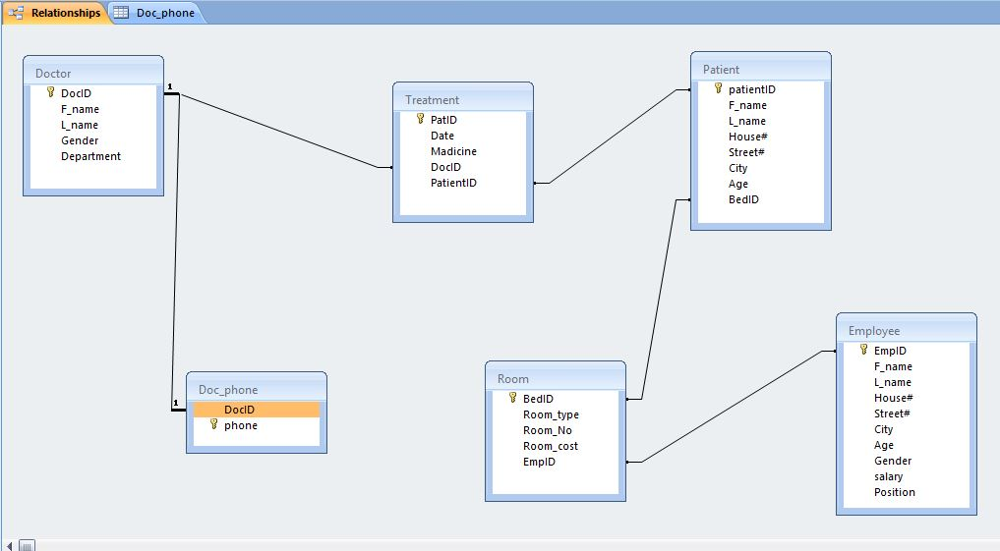 Relationships
Doc_phone
Doctor
DocID
F_name
L_name
Gender
Department
1
Treatment
PatID
Date
Madicine
DocID
PatientID
Patient
patientID
F_name
L_name
House#
Street#
City
Age
BedID
Doc_phone
1
DocID
phone
Room
BedID
Room_type
Room_No
Room_cost
EmpID
Employee
EmpID
F_name
L_name
House#
Street#
City
Age
Gender
salary
Position